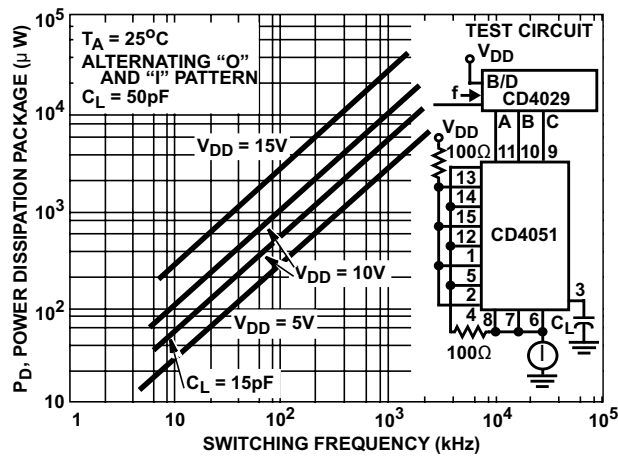 T_A = 25°C
ALTERNATING “O”
AND “I” PATTERN
C_L = 50pF
TEST CIRCUIT
V_DD
B/D
f
CD4029
A B C
V_DD
100Ω
11 10 9
13
14
15
12
1
5
2
4
CD4051
8 7 6
3
C_L
100Ω
I
V_DD = 15V
V_DD = 10V
V_DD = 5V
C_L = 15pF
P_D, POWER DISSIPATION PACKAGE (μW)
10^5
10^4
10^3
10^2
10
1 10 10^2 10^3 10^4 10^5
SWITCHING FREQUENCY (kHz)